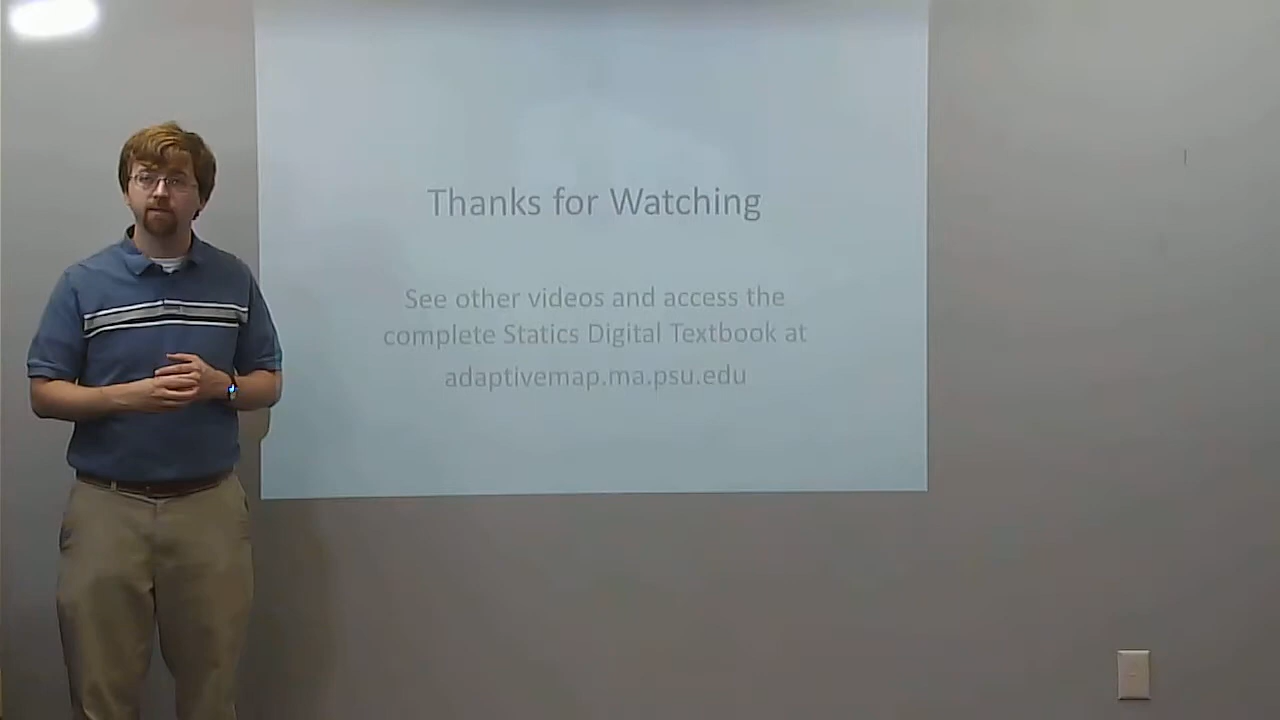 Thanks for Watching
See other videos and access the
complete Statics Digital Textbook at
adaptivemap.ma.psu.edu